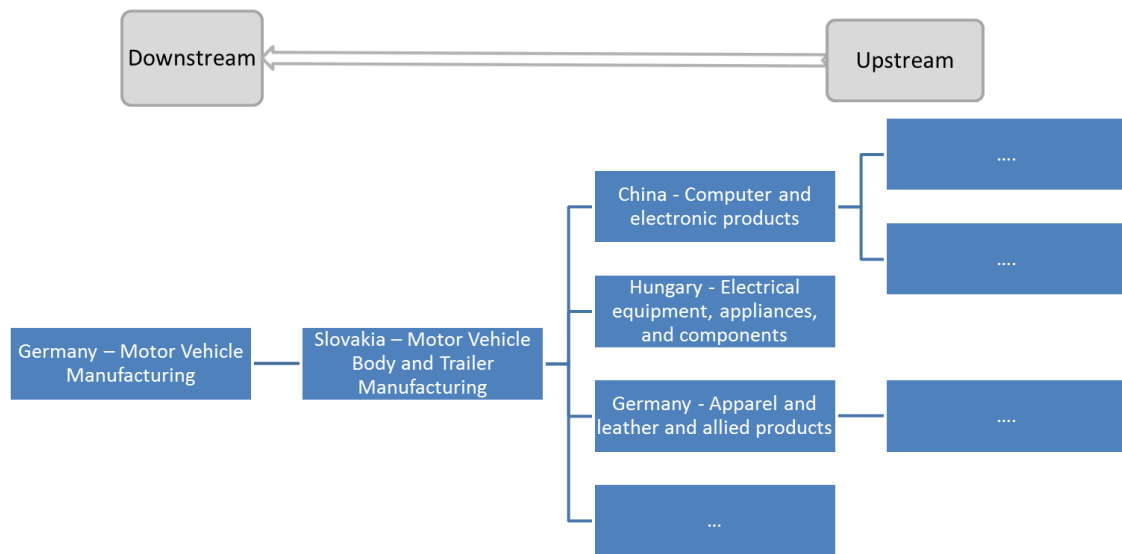 Downstream
Upstream
....
China - Computer and
electronic products
....
Hungary - Electrical
equipment, appliances,
and components
Germany – Motor Vehicle
Manufacturing
Slovakia – Motor Vehicle
Body and Trailer
Manufacturing
Germany - Apparel and
leather and allied products
....
...